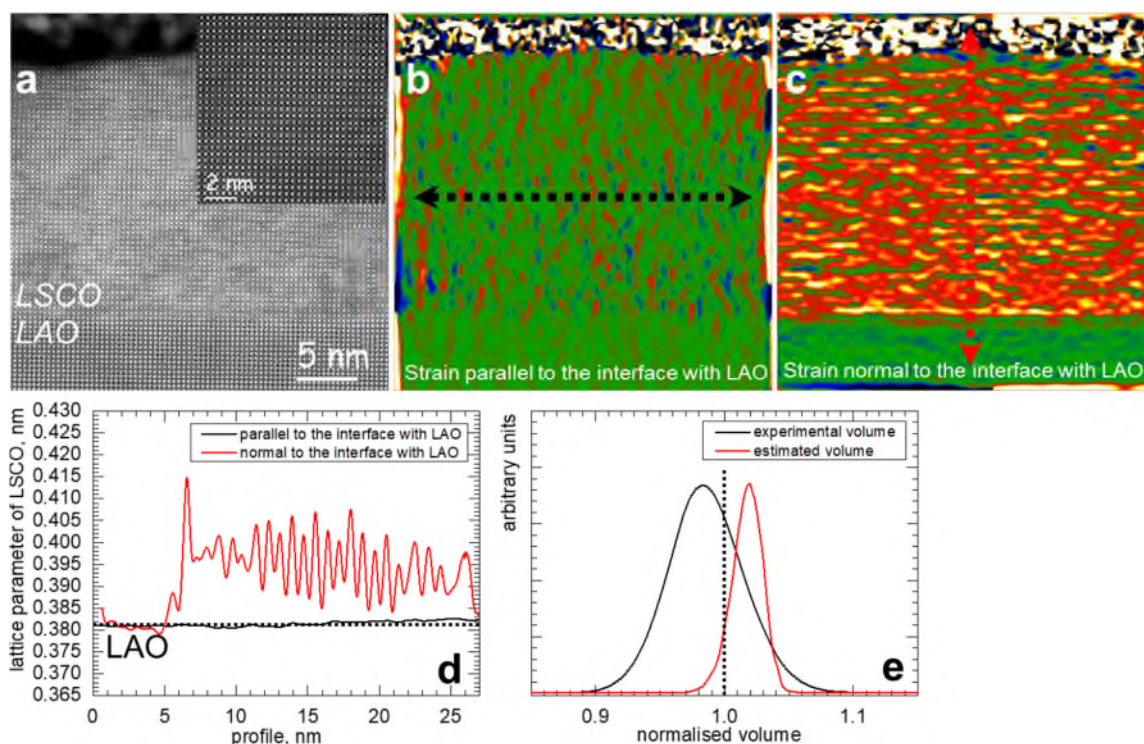 a
2 nm
LSCO
LAO
5 nm
b
Strain parallel to the interface with LAO
c
Strain normal to the interface with LAO
lattice parameter of LSCO, nm
0.430
0.425
0.420
0.415
0.410
0.405
0.400
0.395
0.390
0.385
0.380
0.375
0.370
0.365
parallel to the interface with LAO
normal to the interface with LAO
LAO
d
0 5 10 15 20 25
profile, nm
arbitrary units
experimental volume
estimated volume
e
0.9 1.0 1.1
normalised volume